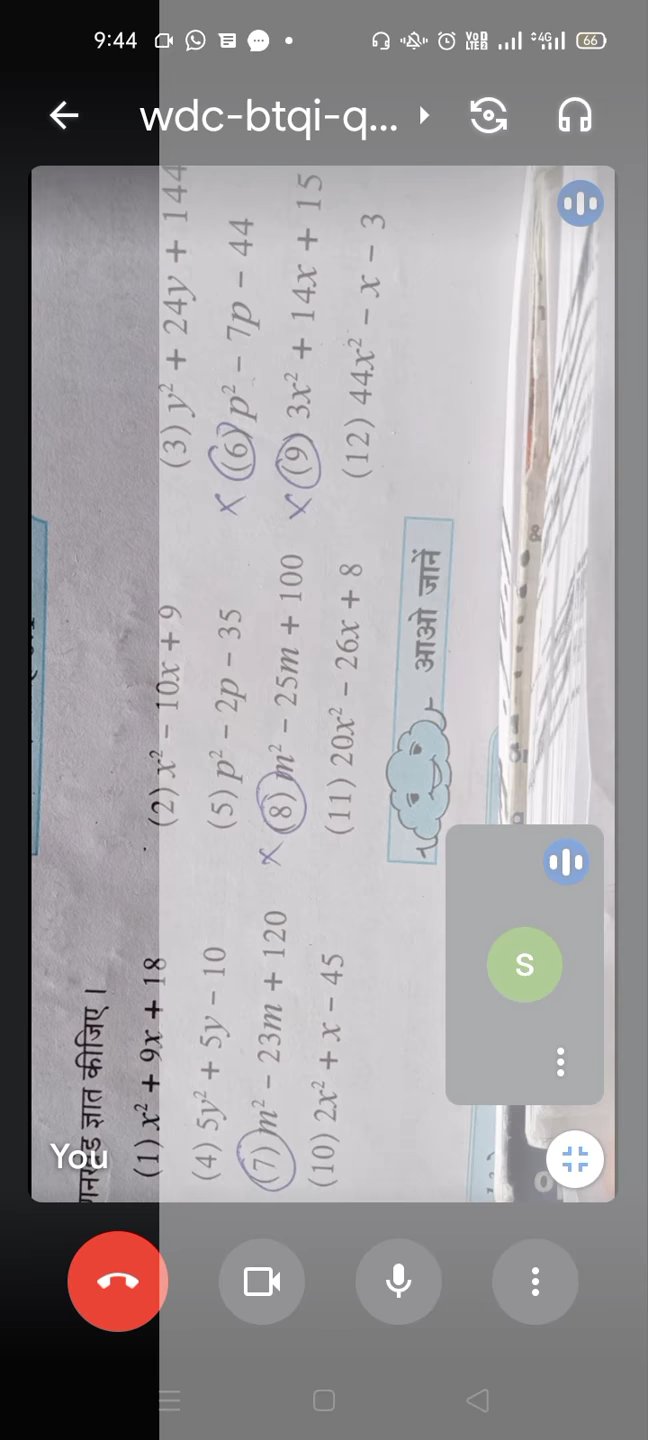 9:44
66
wdc-btqi-q...
ज्ञात कीजिए ।
(1) x² + 9x + 18 (2) x² – 10x + 9 (3) y² + 24y + 144
(4) 5y² + 5y – 10 (5) p² – 2p – 35 (6) p² – 7p – 44
(7) m² – 23m + 120 (8) m² – 25m + 100 (9) 3x² + 14x + 15
(10) 2x² + x – 45 (11) 20x² – 26x + 8 (12) 44x² – x – 3
आओ जानें
You
S